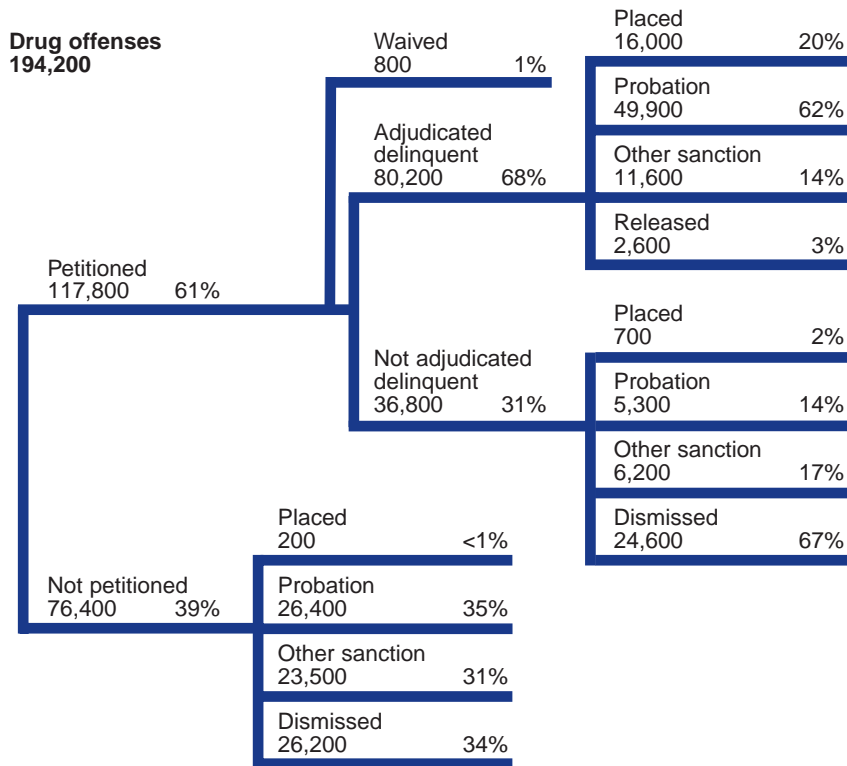 Drug offenses
194,200
Petitioned
117,800 61%
Waived
800 1%
Adjudicated
delinquent
80,200 68%
Placed
16,000 20%
Probation
49,900 62%
Other sanction
11,600 14%
Released
2,600 3%
Not adjudicated
delinquent
36,800 31%
Placed
700 2%
Probation
5,300 14%
Other sanction
6,200 17%
Dismissed
24,600 67%
Not petitioned
76,400 39%
Placed
200 <1%
Probation
26,400 35%
Other sanction
23,500 31%
Dismissed
26,200 34%